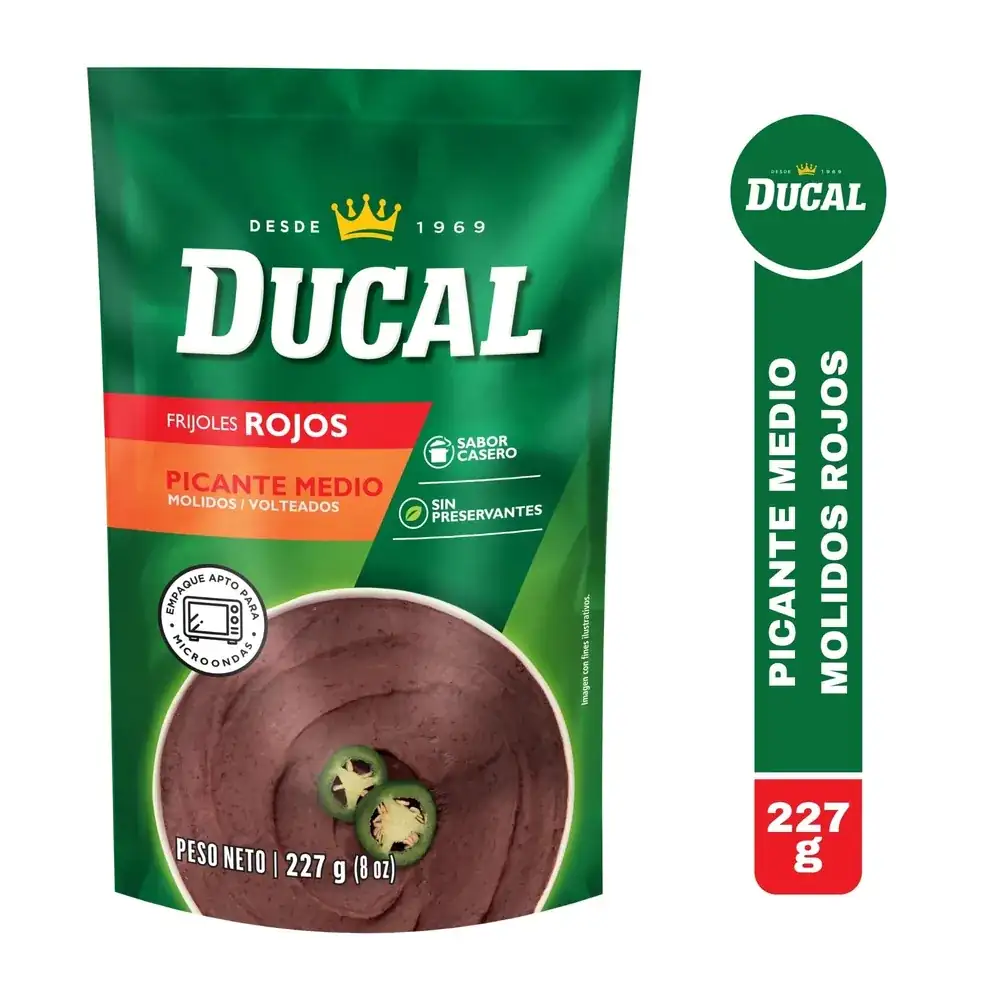 DESDE 1969
DUCAL
FRIJOLES ROJOS
PICANTE MEDIO
MOLIDOS / VOLTEADOS
SABOR
CASERO
SIN
PRESERVANTES
EMPAQUE APTO PARA
MICROONDAS
Imagen con fines ilustrativos.
PESO NETO | 227 g (8 oz)
DESDE 1969
DUCAL
PICANTE MEDIO
MOLIDOS ROJOS
227
g